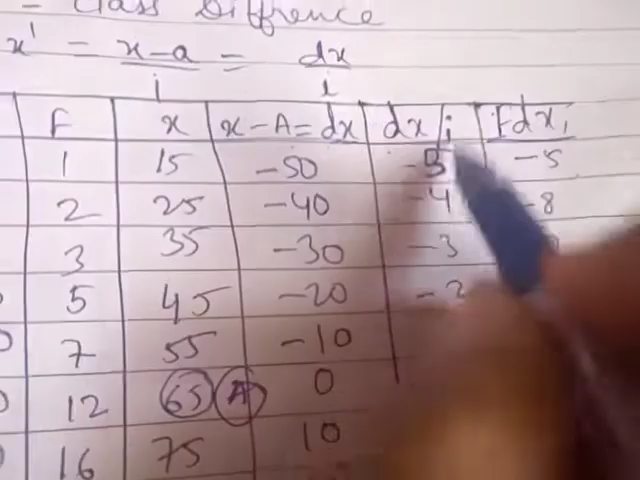 - Class Diffrence
x' = x-a / i = dx / i
F x x-A=dx dx/i Fdx,
1 15 -50 -5 -5
2 25 -40 -4 -8
3 35 -30 -3
5 45 -20 -2
7 55 -10
12 65 A 0
16 75 10